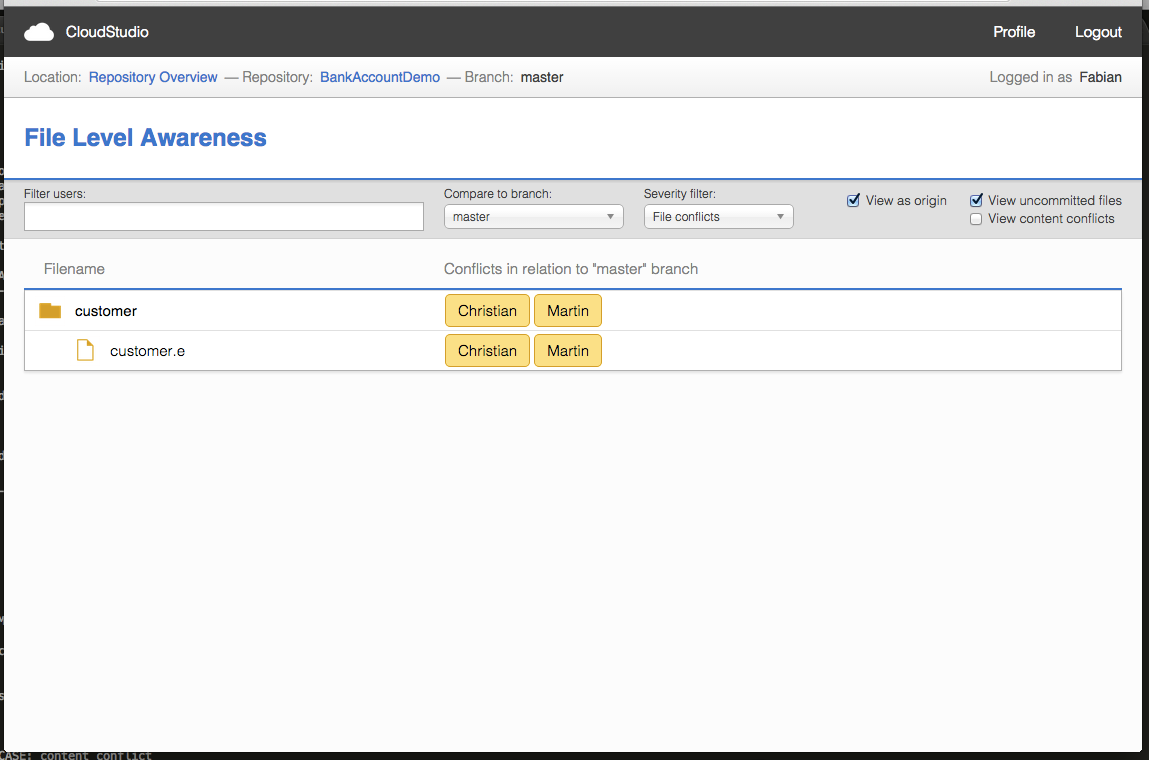 CloudStudio Profile Logout
Location: Repository Overview — Repository: BankAccountDemo — Branch: master Logged in as Fabian
File Level Awareness
Filter users: Compare to branch: Severity filter:
master File conflicts
View as origin View uncommitted files
View content conflicts
Filename Conflicts in relation to "master" branch
customer Christian Martin
customer.e Christian Martin
CASE: content conflict